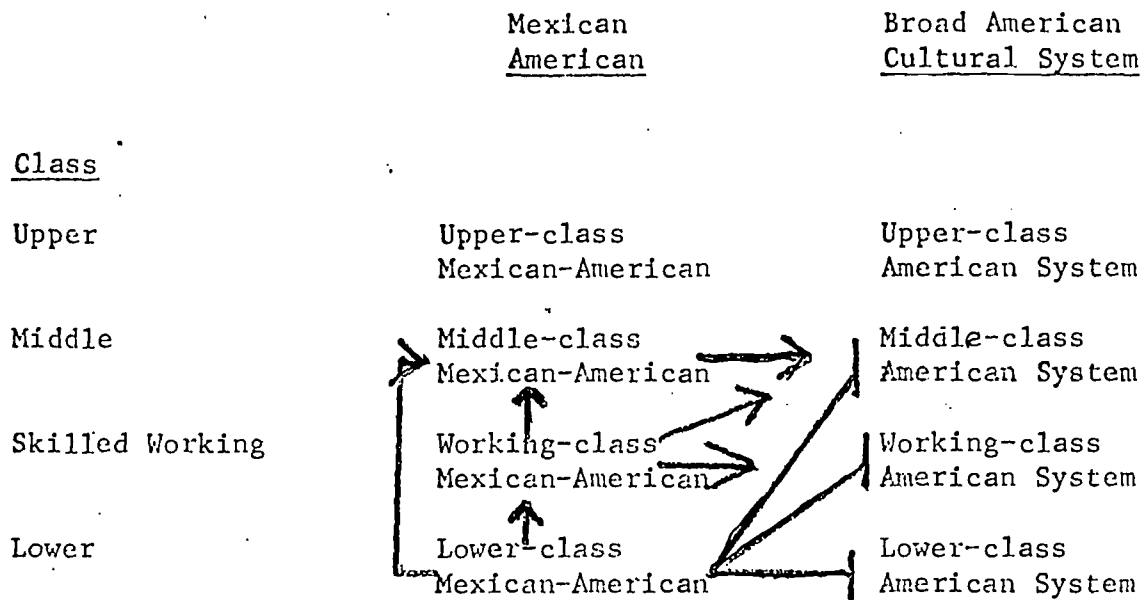 Mexican Broad American
American Cultural System
Class
Upper Upper-class Upper-class
Mexican-American American System
Middle Middle-class Middle-class
Mexican-American American System
Skilled Working Working-class Working-class
Mexican-American American System
Lower Lower-class Lower-class
Mexican-American American System